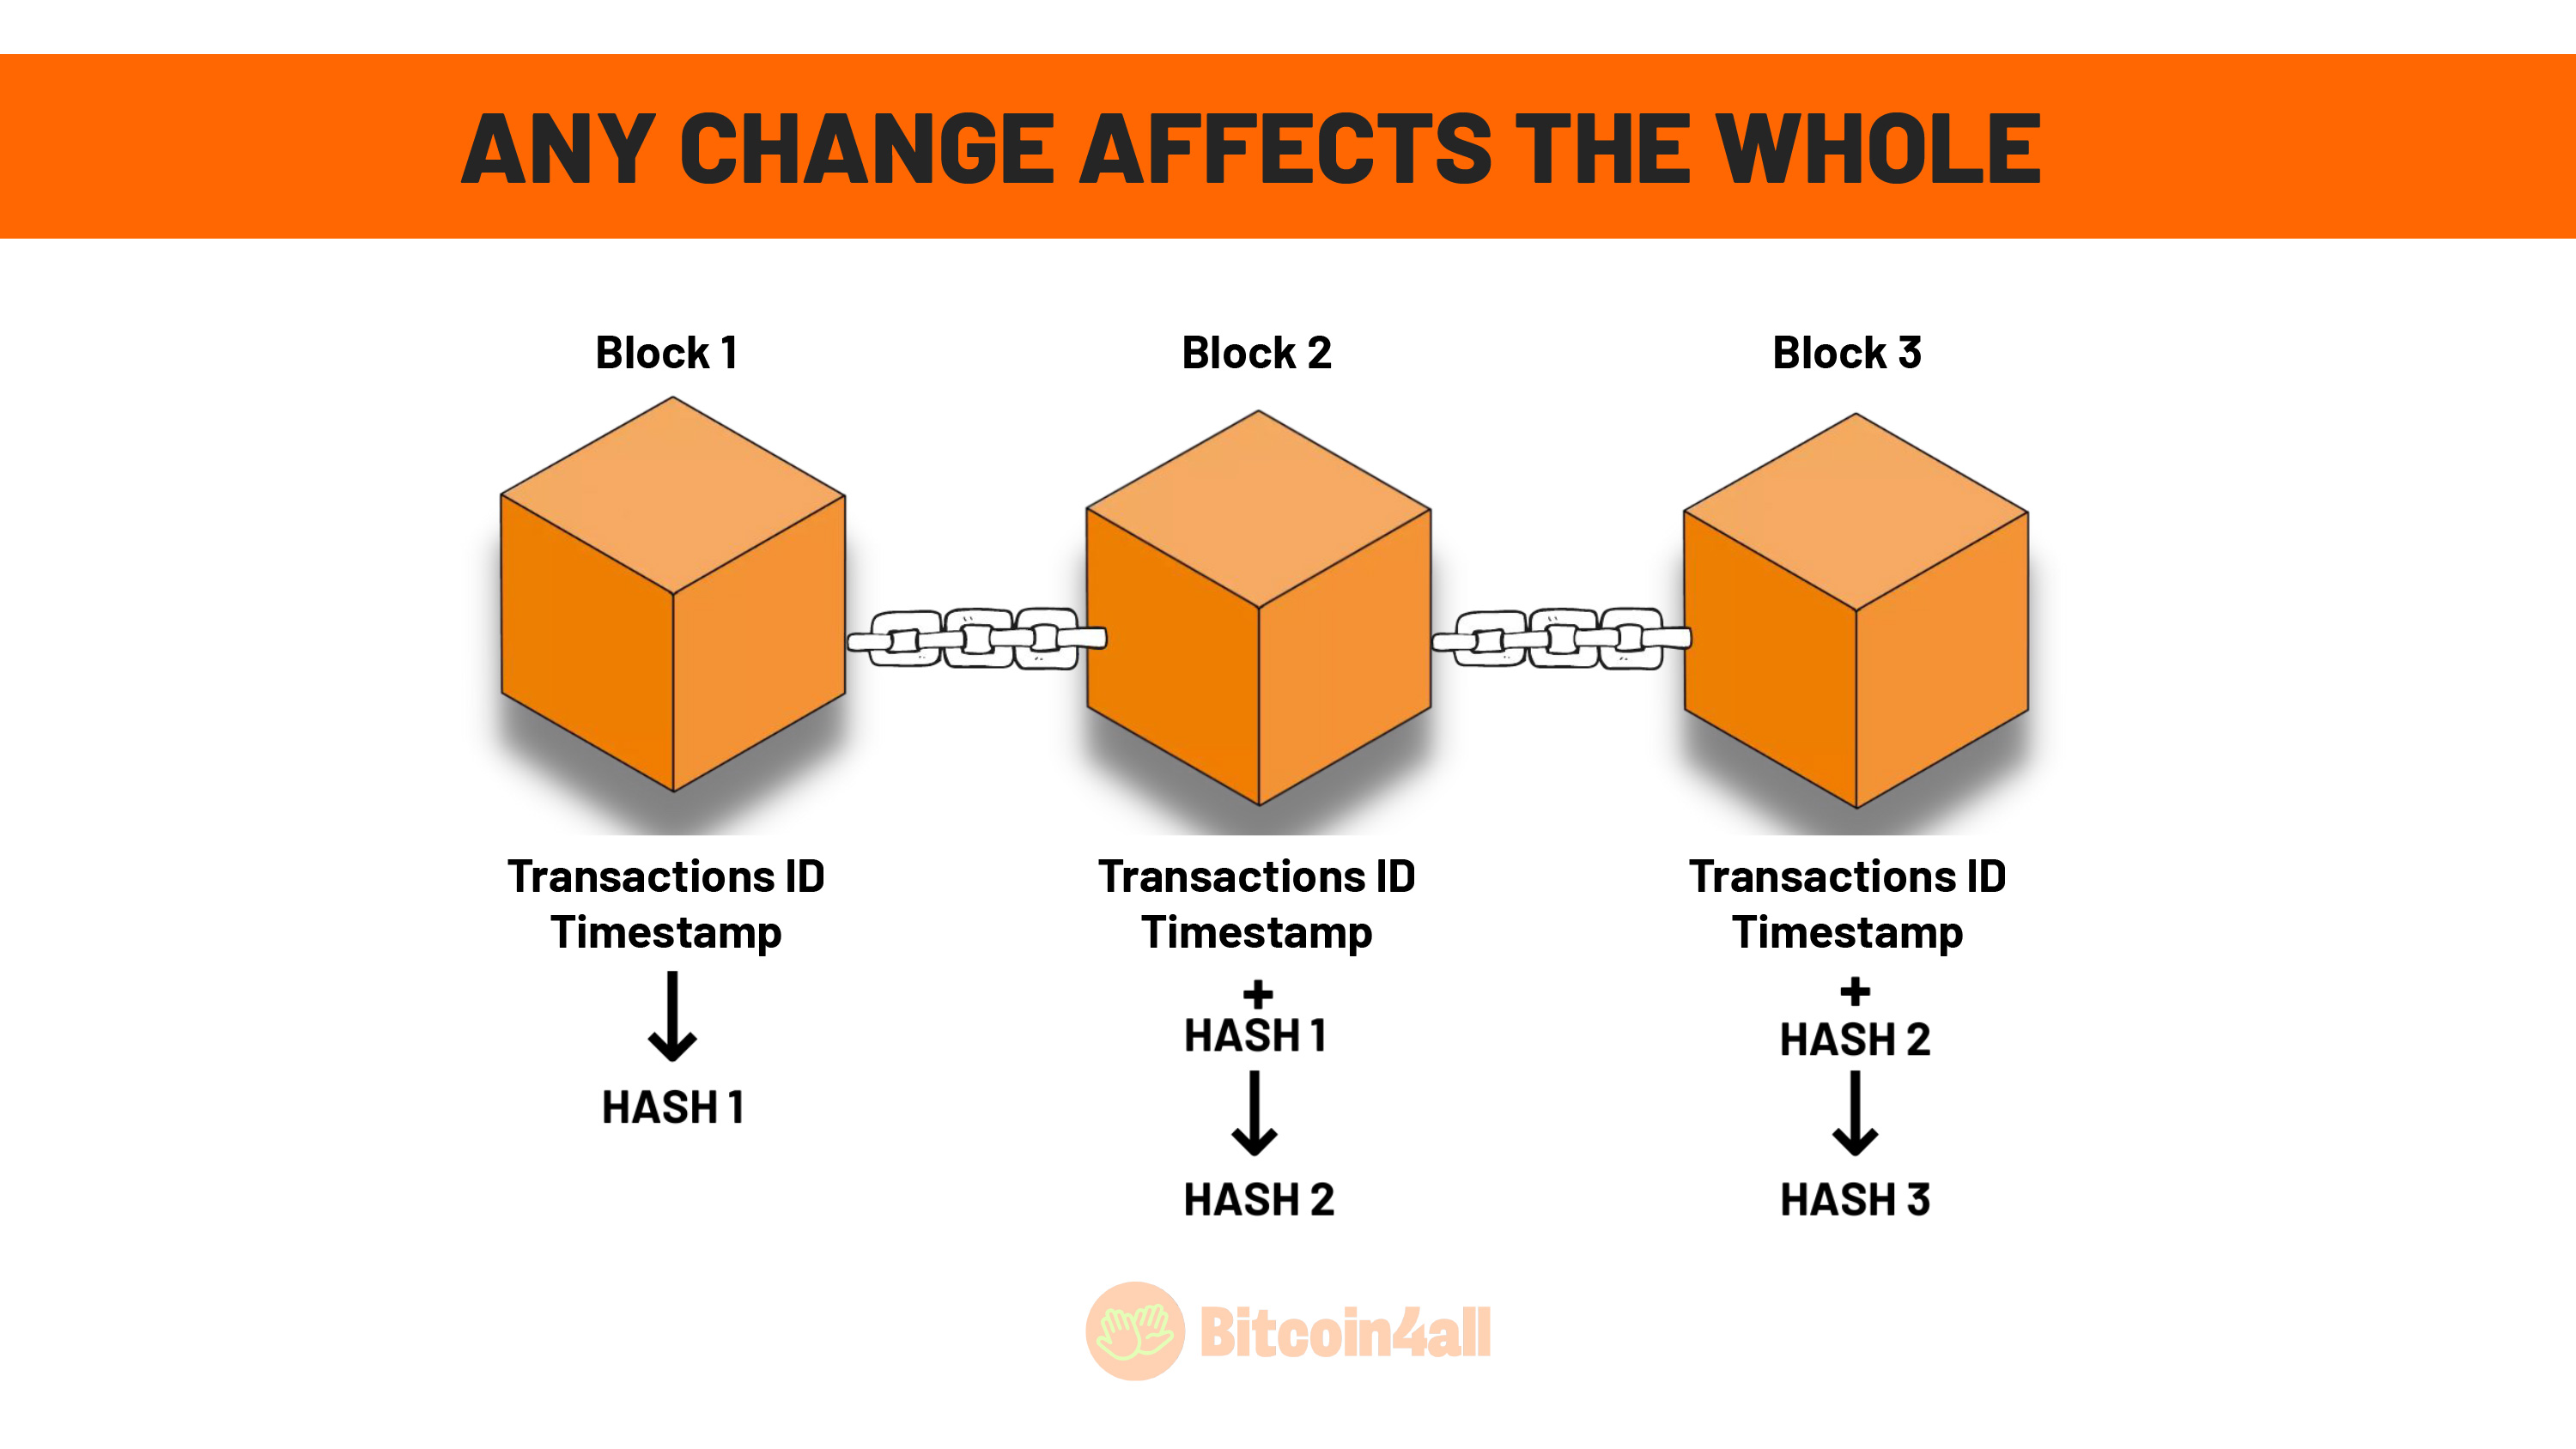 ANY CHANGE AFFECTS THE WHOLE
Block 1
Block 2
Block 3
Transactions ID
Timestamp
HASH 1
Transactions ID
Timestamp
+
HASH 1
HASH 2
Transactions ID
Timestamp
+
HASH 2
HASH 3
Bitcoin4all